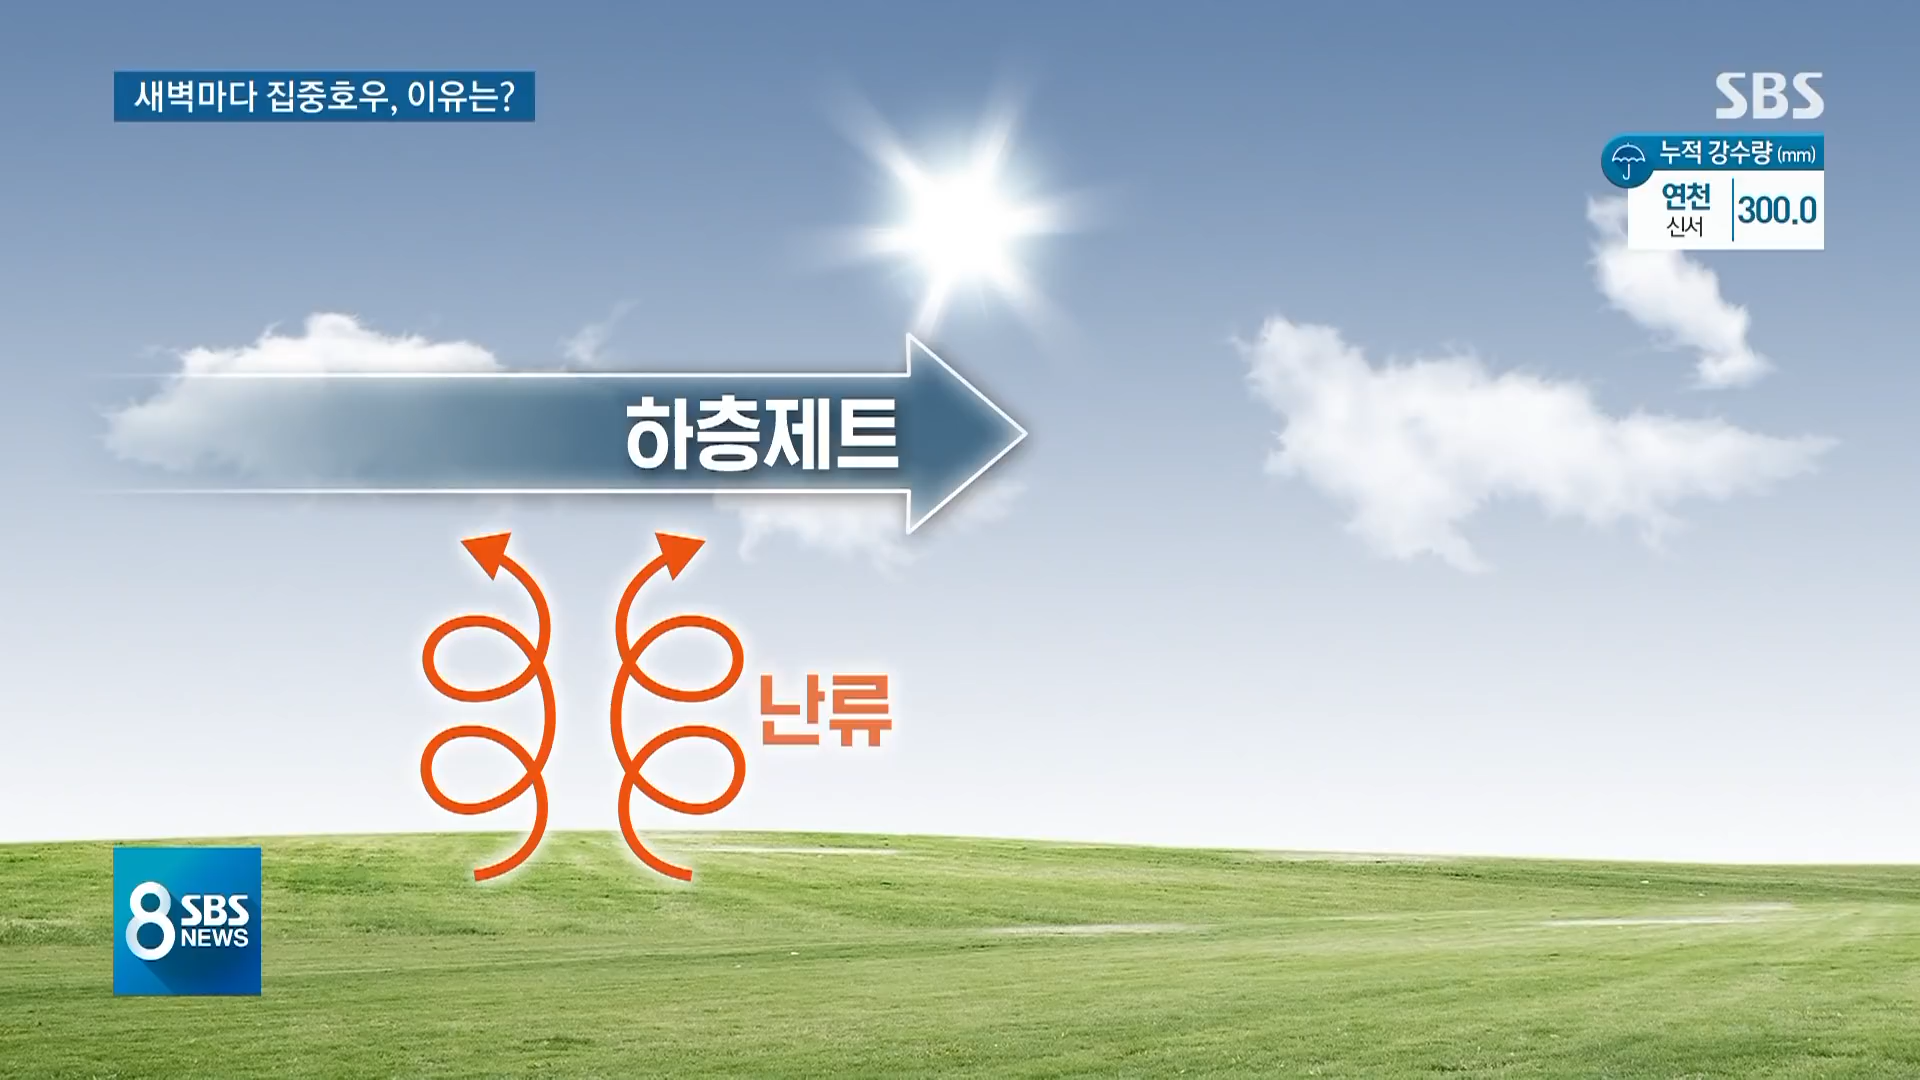 새벽마다 집중호우, 이유는?
SBS
누적 강수량 (mm)
연천
신서
300.0
하층제트
난류
8 SBS
NEWS